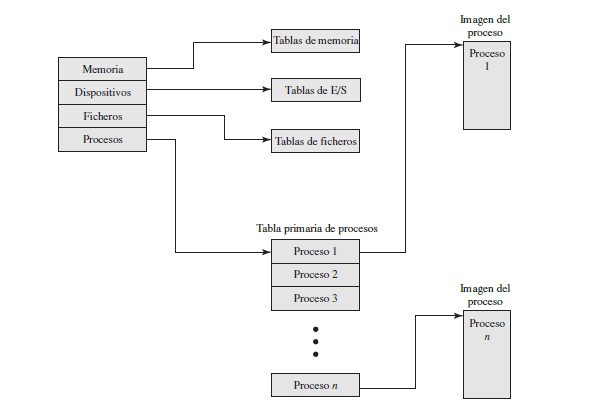 Memoria
Dispositivos
Ficheros
Procesos
Tablas de memoria
Tablas de E/S
Tablas de ficheros
Tabla primaria de procesos
Proceso 1
Proceso 2
Proceso 3
Proceso n
Imagen del
proceso
Proceso
1
Imagen del
proceso
Proceso
n